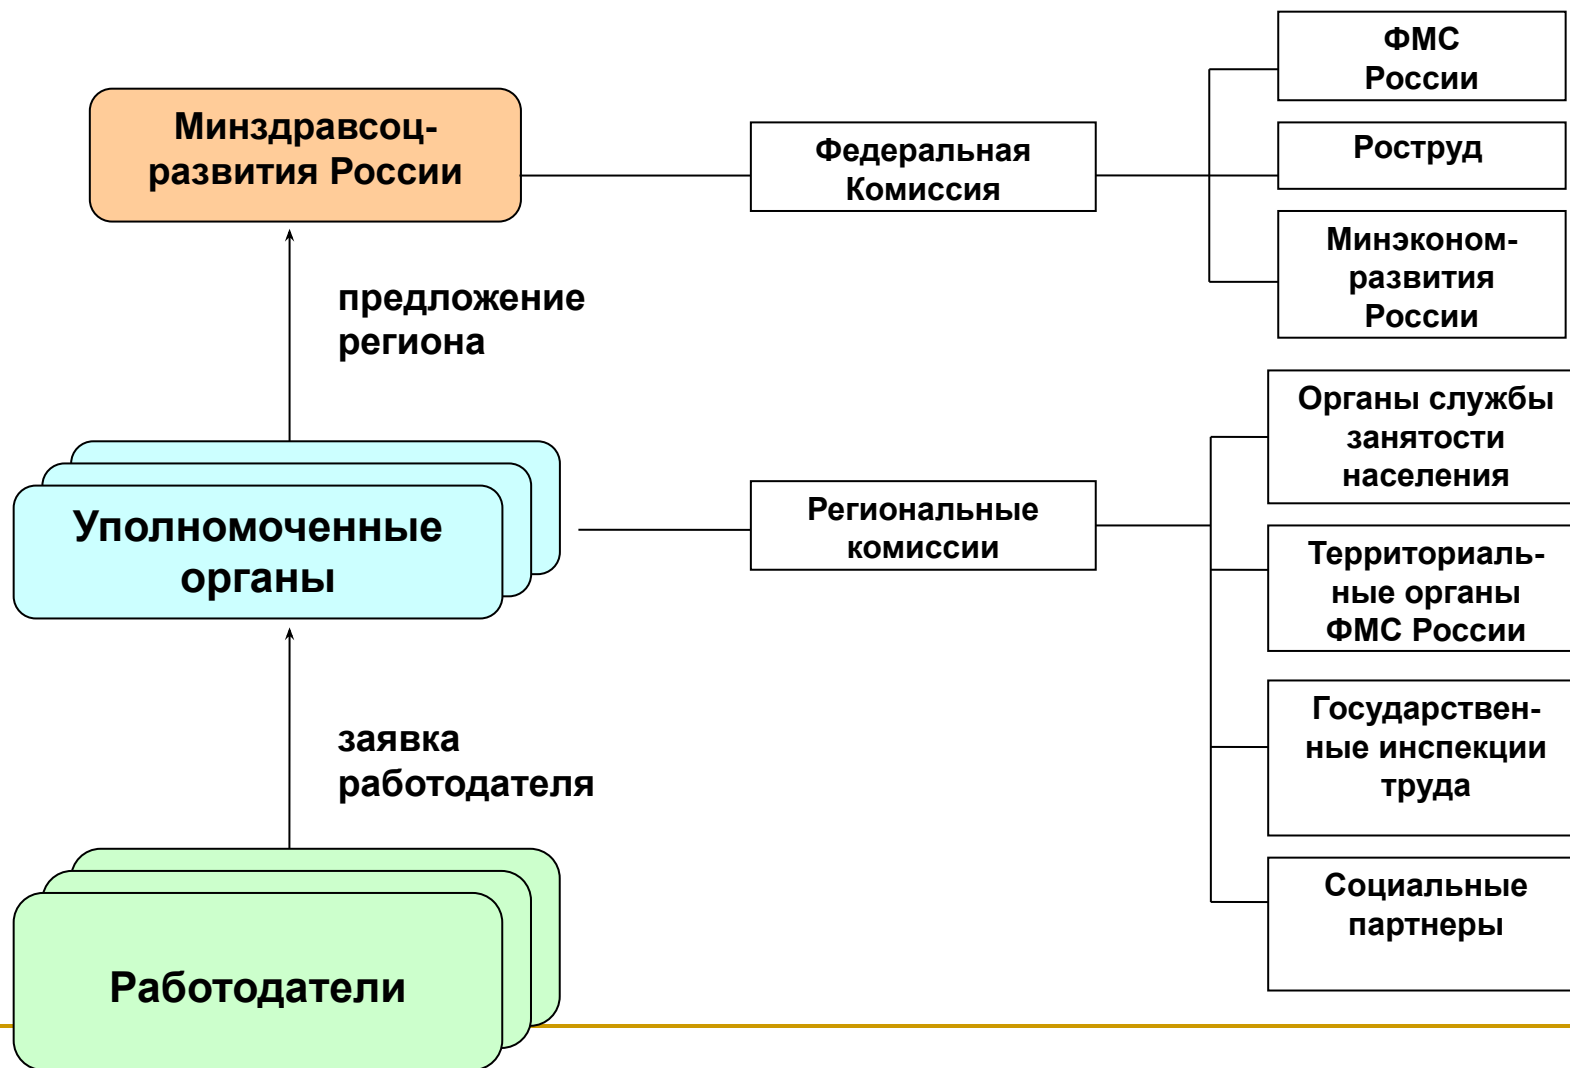 ФМС
России
Минздравсоц-
развития России
Федеральная
Комиссия
Роструд
Минэконом-
развития
России
предложение
региона
Органы службы
занятости
населения
Уполномоченные
органы
Региональные
комиссии
Территориаль-
ные органы
ФМС России
заявка
работодателя
Государствен-
ные инспекции
труда
Социальные
партнеры
Работодатели